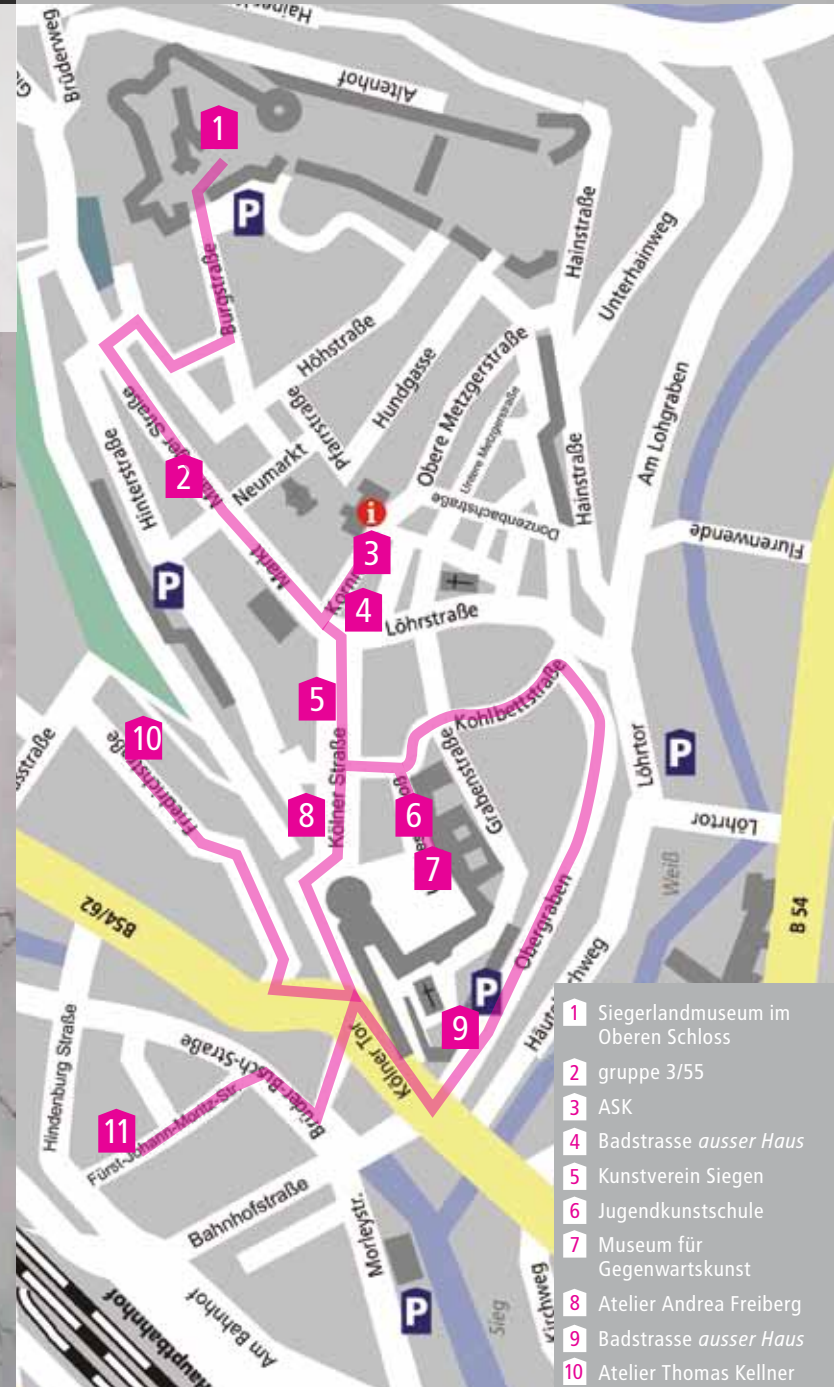 Hains
Brüderweg
Altenhof
1
P
Hainstraße
Unterhainweg
Burgstraße
Höhstraße
Hundgasse
Pfarrstraße
Obere Metzgerstraße
Untere Metzgerstraße
Am Lohgraben
Hinterstraße
2
Neumarkt
Hainstraße
Donzenbachstraße
Flurenwende
i
3
Markt
P
4
Löhrstraße
5
Kohlbettstraße
10
Friedrichstraße
Kölner Straße
Löhrtor
P
8
6
Grabenstraße
7
Löhrtor
Weiß
Obergraben
B54/62
B 54
P
9
Kölner Tor
Hindenburg Straße
Brüder-Busch-Straße
11
Fürst-Johann-Moritz-Str.
Bahnhofstraße
Morleystr.
P
Sieg
Kirchweg
Am Bahnhof
Hauptbahnhof
1 Siegerlandmuseum im
Oberen Schloss
2 gruppe 3/55
3 ASK
4 Badstrasse ausser Haus
5 Kunstverein Siegen
6 Jugendkunstschule
7 Museum für
Gegenwartskunst
8 Atelier Andrea Freiberg
9 Badstrasse ausser Haus
10 Atelier Thomas Kellner